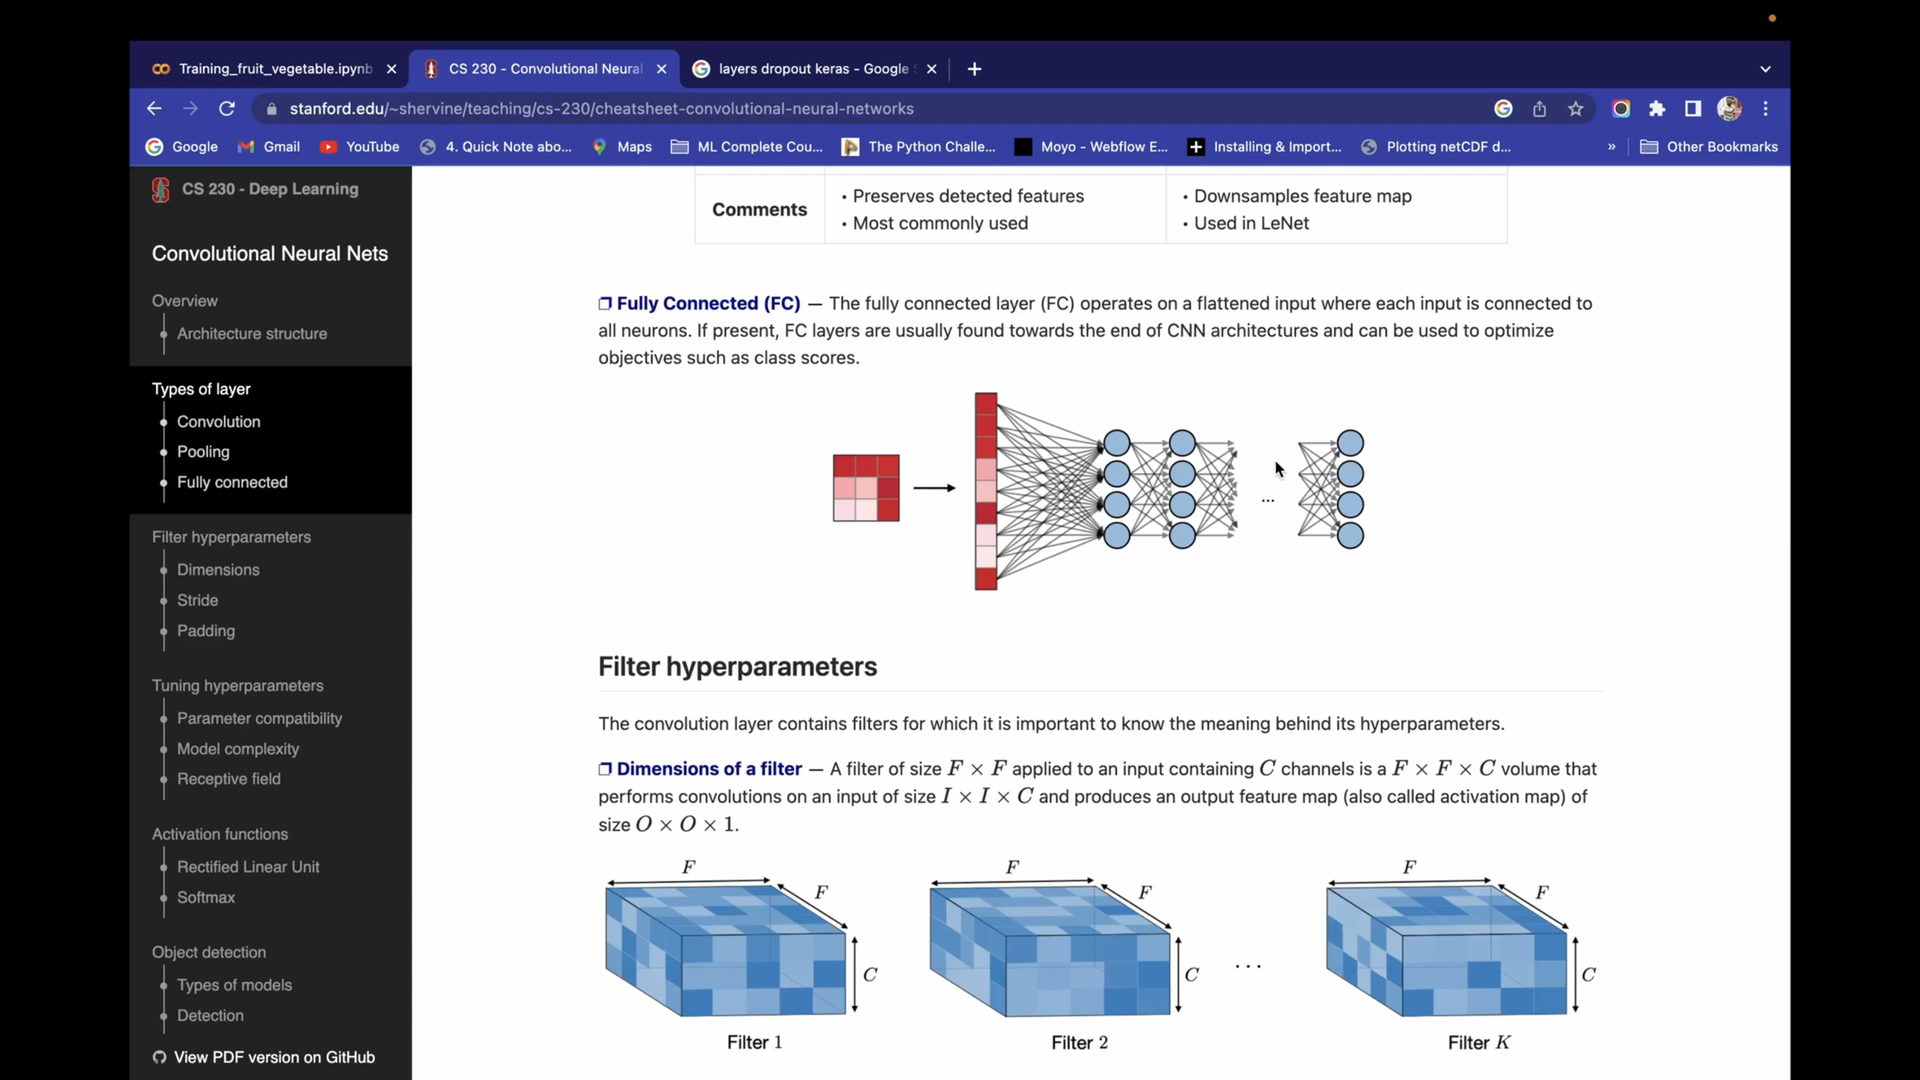 Training_fruit_vegetable.ipynb
CS 230 - Convolutional Neural
layers dropout keras - Google
stanford.edu/~shervine/teaching/cs-230/cheatsheet-convolutional-neural-networks
Google
Gmail
YouTube
4. Quick Note abo...
Maps
ML Complete Cou...
The Python Challe...
Moyo - Webflow E...
Installing & Import...
Plotting netCDF d...
»
Other Bookmarks
CS 230 - Deep Learning
Convolutional Neural Nets
Overview
Architecture structure
Types of layer
Convolution
Pooling
Fully connected
Filter hyperparameters
Dimensions
Stride
Padding
Tuning hyperparameters
Parameter compatibility
Model complexity
Receptive field
Activation functions
Rectified Linear Unit
Softmax
Object detection
Types of models
Detection
View PDF version on GitHub
Comments
• Preserves detected features
• Most commonly used
• Downsamples feature map
• Used in LeNet
Fully Connected (FC) — The fully connected layer (FC) operates on a flattened input where each input is connected to
all neurons. If present, FC layers are usually found towards the end of CNN architectures and can be used to optimize
objectives such as class scores.
...
Filter hyperparameters
The convolution layer contains filters for which it is important to know the meaning behind its hyperparameters.
Dimensions of a filter — A filter of size F × F applied to an input containing C channels is a F × F × C volume that
performs convolutions on an input of size I × I × C and produces an output feature map (also called activation map) of
size O × O × 1.
F
F
C
Filter 1
F
F
C
Filter 2
...
F
F
C
Filter K